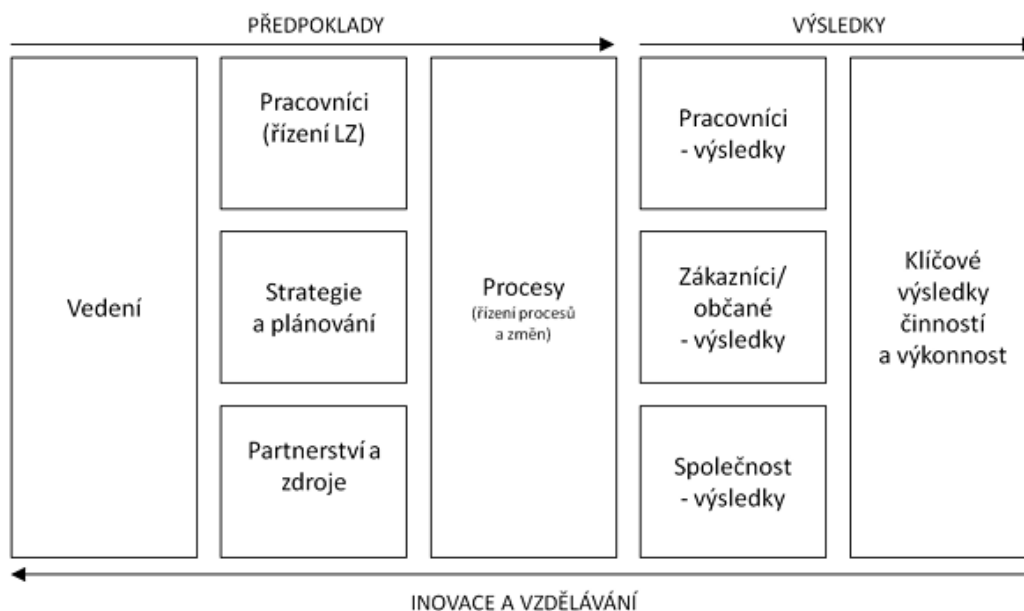 PŘEDPOKLADY
VÝSLEDKY
Vedení
Pracovníci
(řízení LZ)
Strategie
a plánování
Partnerství a
zdroje
Procesy
(řízení procesů
a změn)
Pracovníci
- výsledky
Zákazníci/
občané
- výsledky
Společnost
- výsledky
Klíčové
výsledky
činností
a výkonnost
INOVACE A VZDĚLÁVÁNÍ